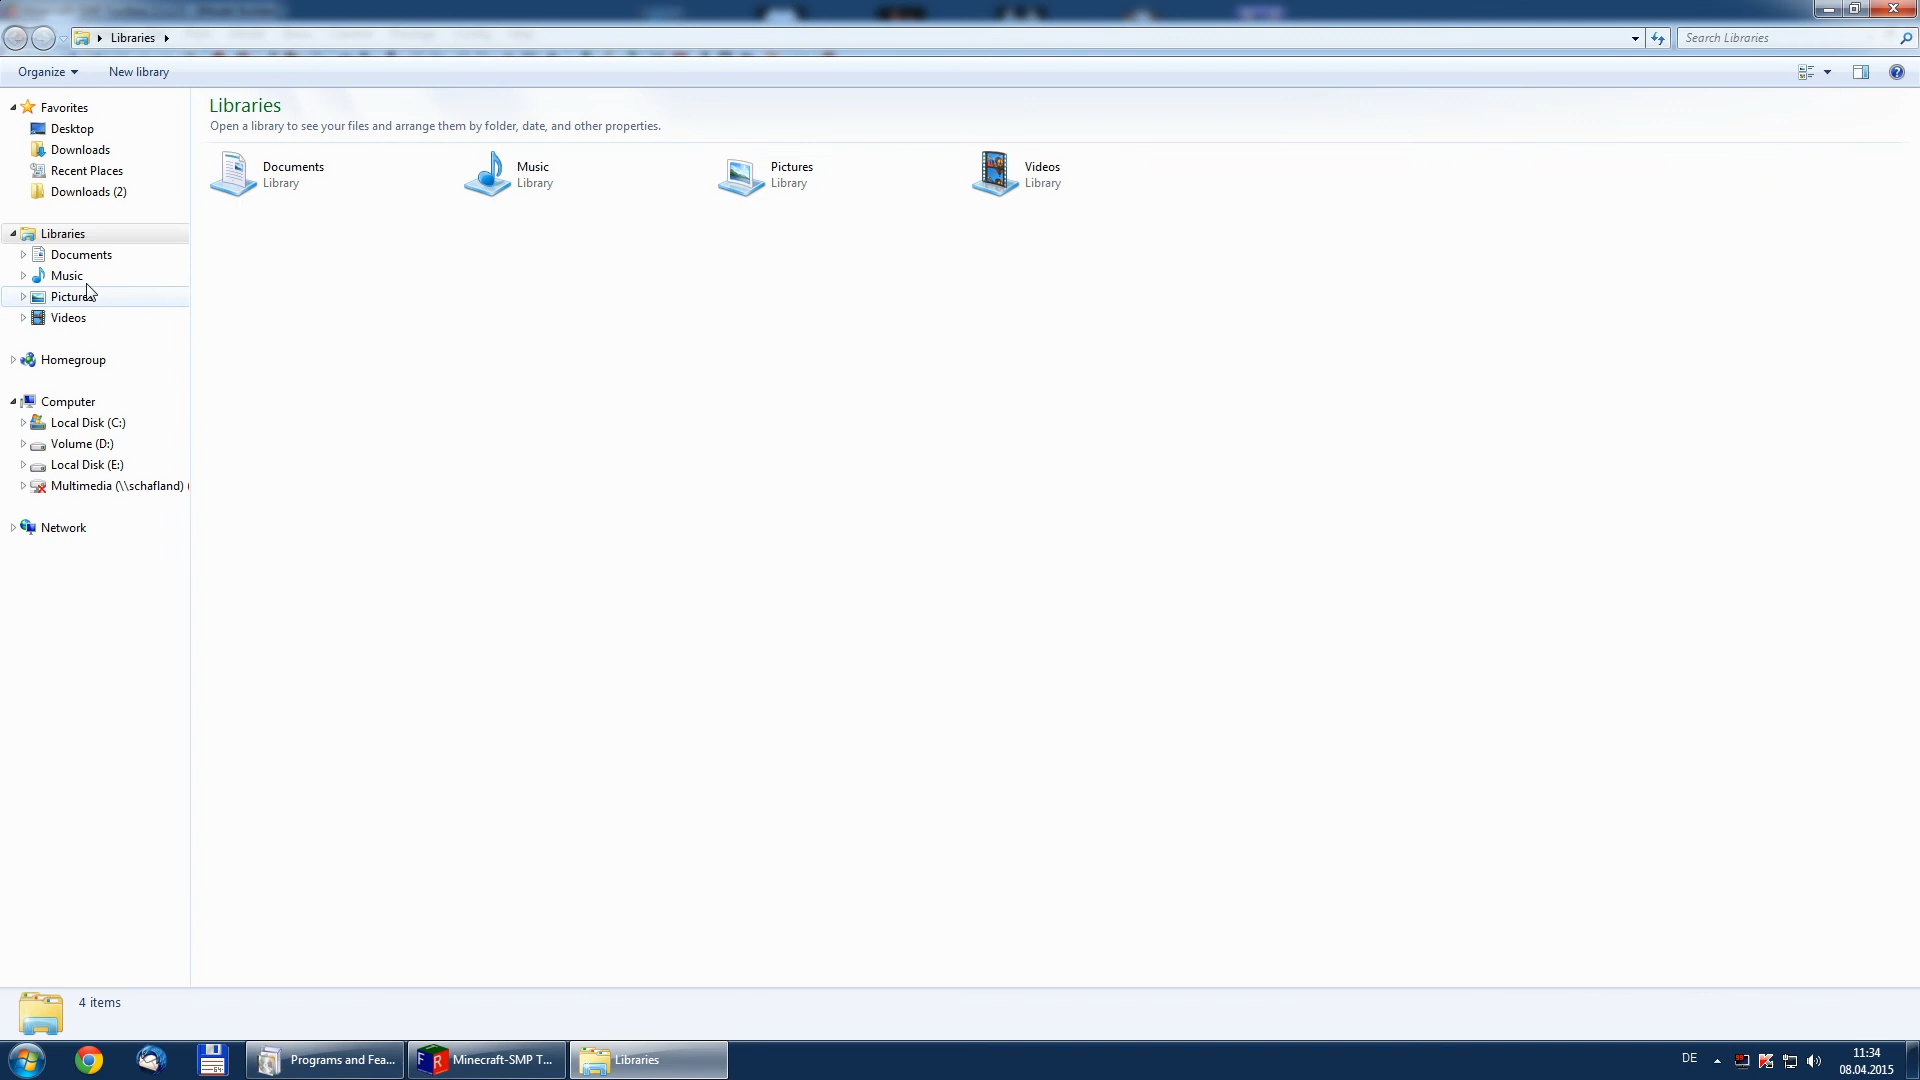 Libraries
Search Libraries
Organize
New library
Favorites
Desktop
Downloads
Recent Places
Downloads (2)
Libraries
Documents
Music
Pictures
Videos
Homegroup
Computer
Local Disk (C:)
Volume (D:)
Local Disk (E:)
Multimedia (\\schafland) (
Network
Libraries
Open a library to see your files and arrange them by folder, date, and other properties.
Documents
Library
Music
Library
Pictures
Library
Videos
Library
4 items
64
Programs and Fea...
F R
Minecraft-SMP T...
Libraries
DE
11:34
08.04.2015